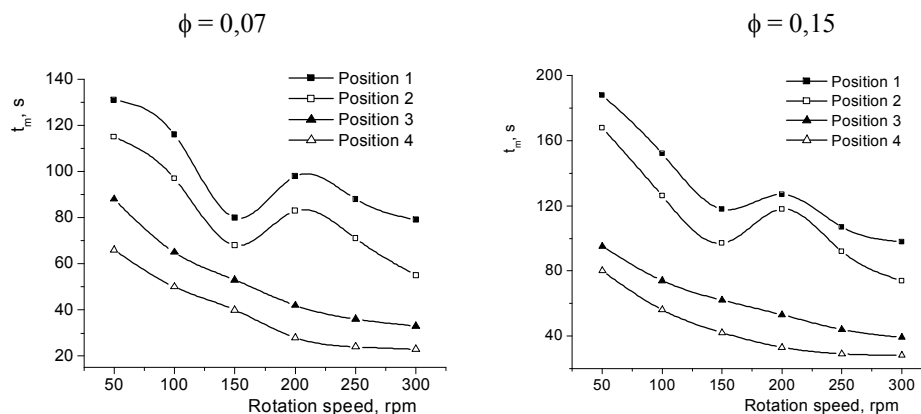 ϕ = 0,07
140
120
100
80
60
40
20
t_m, s
Position 1
Position 2
Position 3
Position 4
50 100 150 200 250 300
Rotation speed, rpm
ϕ = 0,15
200
160
120
80
40
t_m, s
Position 1
Position 2
Position 3
Position 4
50 100 150 200 250 300
Rotation speed, rpm